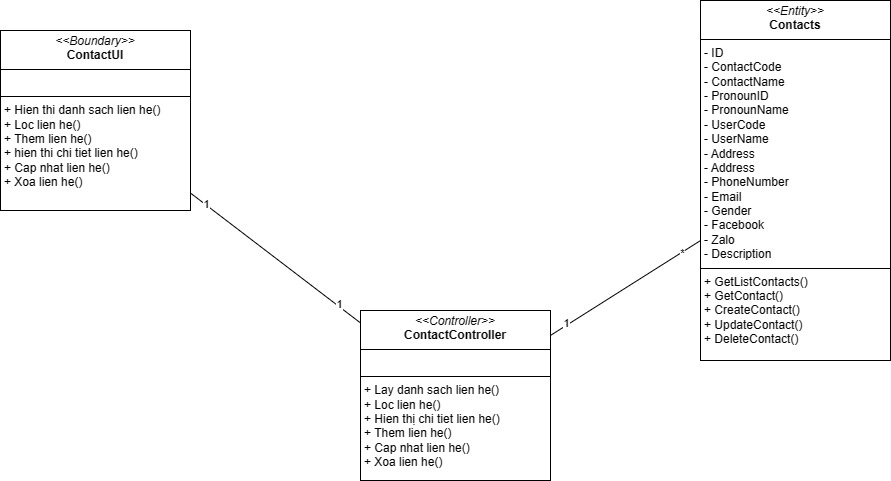 <<Boundary>>
ContactUI
+ Hien thi danh sach lien he()
+ Loc lien he()
+ Them lien he()
+ hien thi chi tiet lien he()
+ Cap nhat lien he()
+ Xoa lien he()
<<Entity>>
Contacts
- ID
- ContactCode
- ContactName
- PronounID
- PronounName
- UserCode
- UserName
- Address
- Address
- PhoneNumber
- Email
- Gender
- Facebook
- Zalo
- Description
+ GetListContacts()
+ GetContact()
+ CreateContact()
+ UpdateContact()
+ DeleteContact()
1
1
1
*
<<Controller>>
ContactController
+ Lay danh sach lien he()
+ Loc lien he()
+ Hien thị chi tiet lien he()
+ Them lien he()
+ Cap nhat lien he()
+ Xoa lien he()